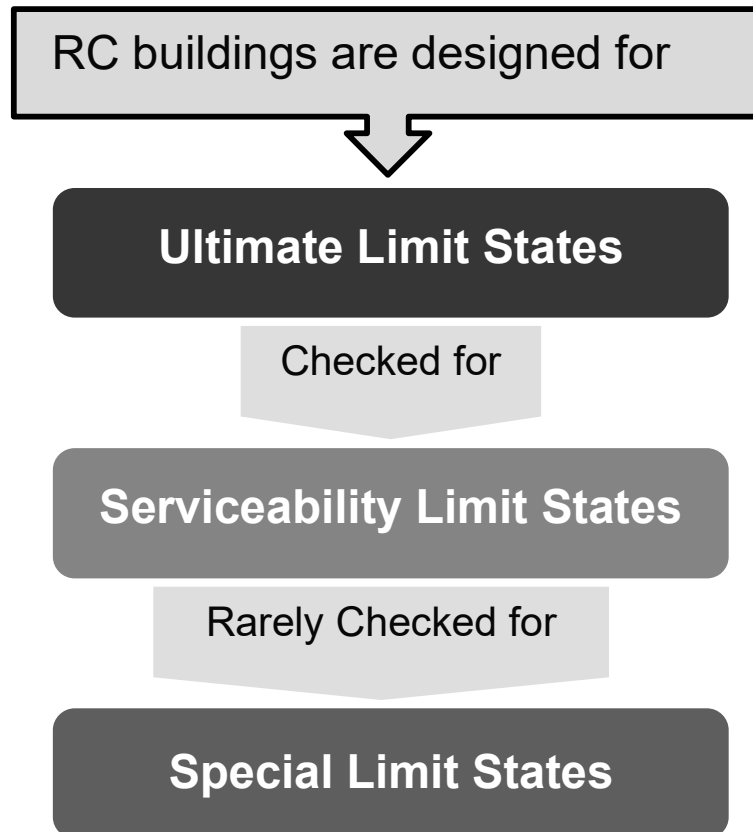 RC buildings are designed for
Ultimate Limit States
Checked for
Serviceability Limit States
Rarely Checked for
Special Limit States